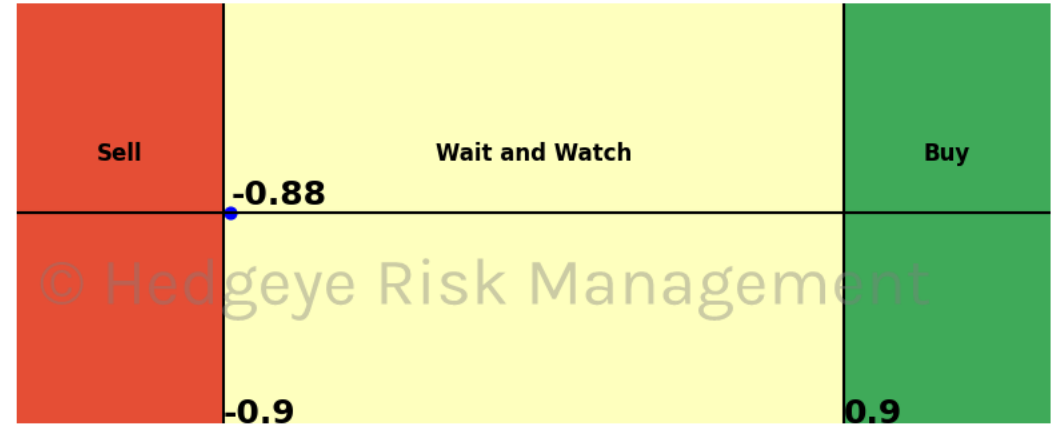 Sell
Wait and Watch
Buy
-0.88
© Hedgeye Risk Management
-0.9
0.9